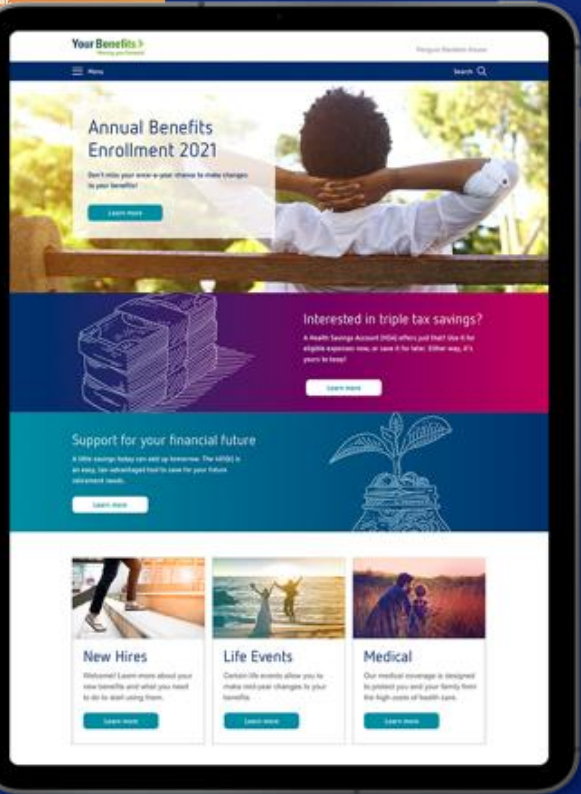 Your Benefits >
Moving you forward
Penguin Random House
Menu
Search
Annual Benefits
Enrollment 2021
Don't miss your once-a-year chance to make changes
to your benefits!
Learn more
Interested in triple tax savings?
A Health Savings Account (HSA) offers just that! Use it for
eligible expenses now, or save it for later. Either way, it's
yours to keep!
Learn more
Support for your financial future
A little savings today can add up tomorrow. The 401(k) is
an easy, tax-advantaged tool to save for your future
retirement needs.
Learn more
New Hires
Welcome! Learn more about your
new benefits and what you need
to do to start using them.
Learn more
Life Events
Certain life events allow you to
make mid-year changes to your
benefits.
Learn more
Medical
Our medical coverage is designed
to protect you and your family from
the high costs of health care.
Learn more